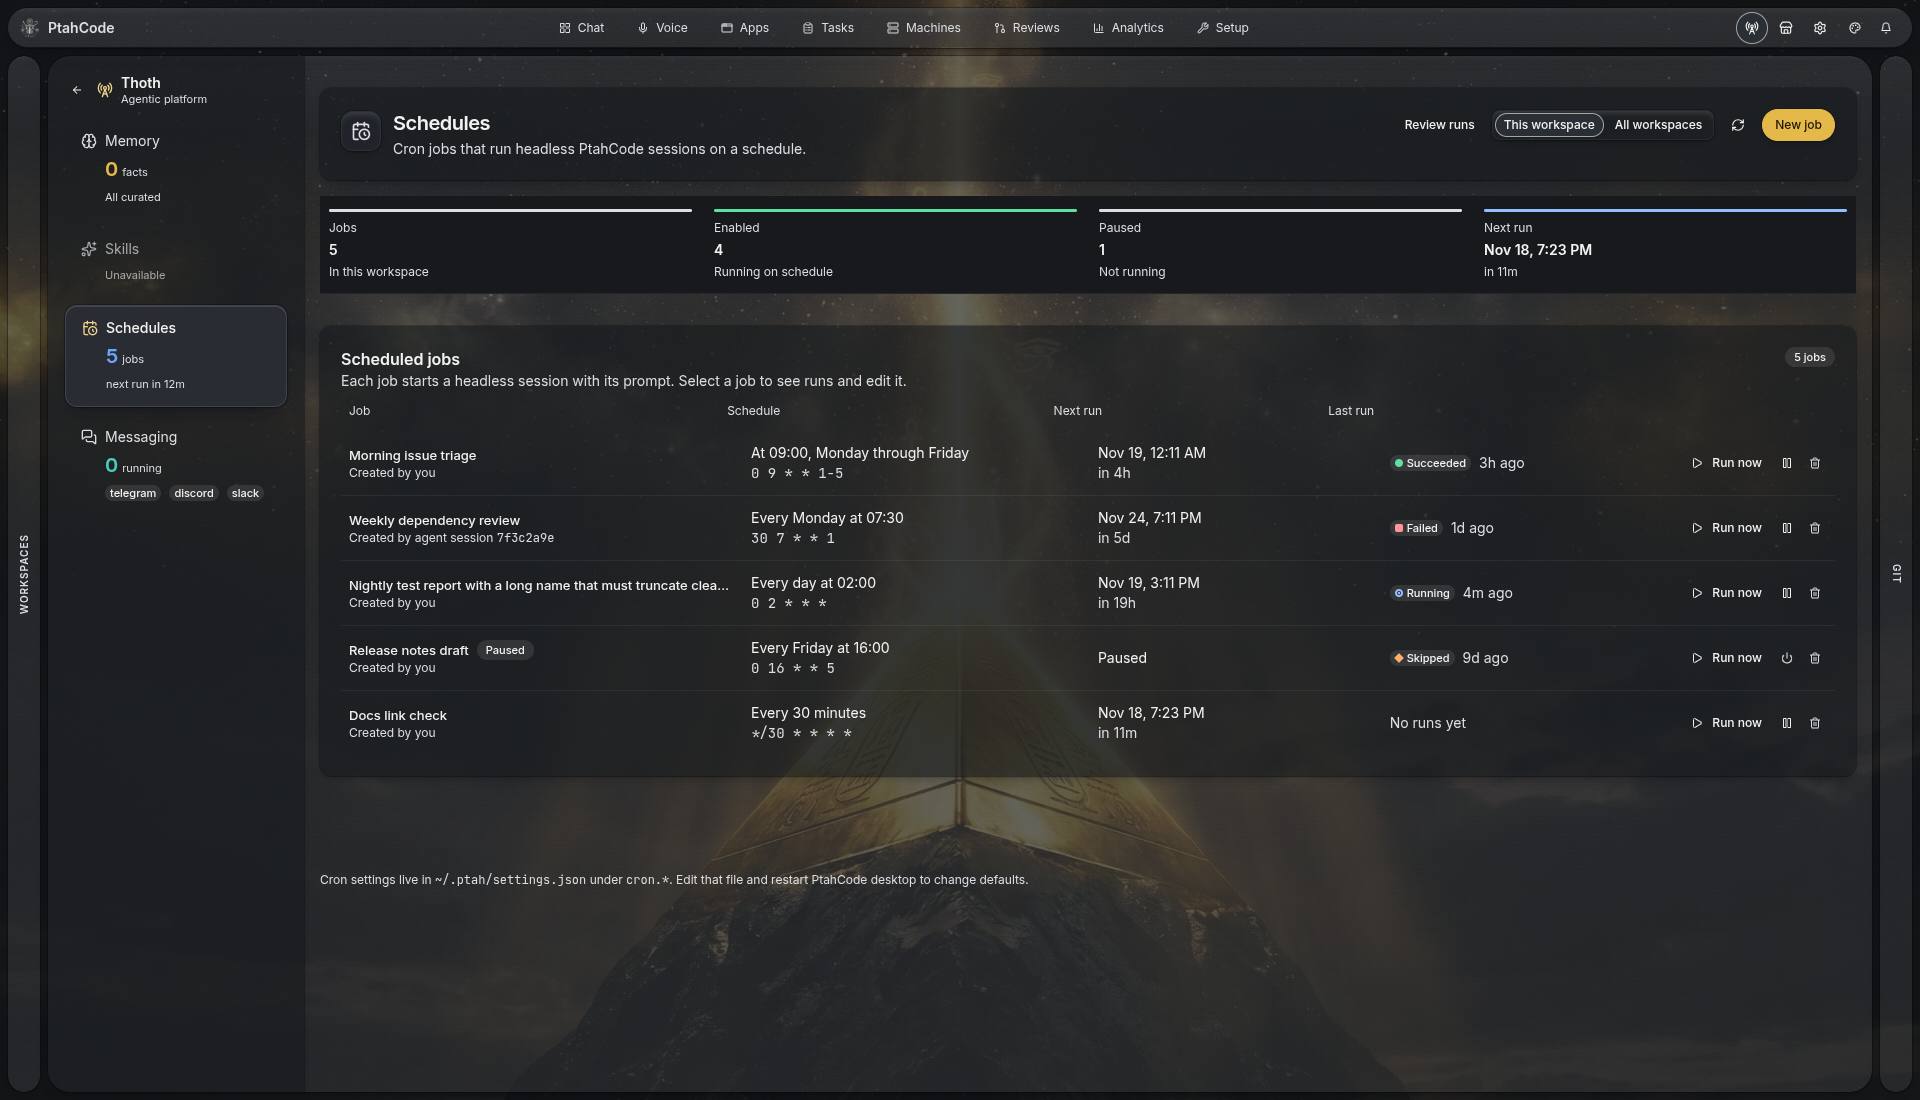 PtahCode
Chat
Voice
Apps
Tasks
Machines
Reviews
Analytics
Setup
WORKSPACES
Thoth
Agentic platform
Memory
0 facts
All curated
Skills
Unavailable
Schedules
5 jobs
next run in 12m
Messaging
0 running
telegram discord slack
Schedules
Cron jobs that run headless PtahCode sessions on a schedule.
Review runs
This workspace
All workspaces
New job
Jobs
5
In this workspace
Enabled
4
Running on schedule
Paused
1
Not running
Next run
Nov 18, 7:23 PM
in 11m
Scheduled jobs
5 jobs
Each job starts a headless session with its prompt. Select a job to see runs and edit it.
Job Schedule Next run Last run
Morning issue triage
Created by you
At 09:00, Monday through Friday
0 9 * * 1-5
Nov 19, 12:11 AM
in 4h
Succeeded 3h ago
Run now
Weekly dependency review
Created by agent session 7f3c2a9e
Every Monday at 07:30
30 7 * * 1
Nov 24, 7:11 PM
in 5d
Failed 1d ago
Run now
Nightly test report with a long name that must truncate clea...
Created by you
Every day at 02:00
0 2 * * *
Nov 19, 3:11 PM
in 19h
Running 4m ago
Run now
Release notes draft Paused
Created by you
Every Friday at 16:00
0 16 * * 5
Paused
Skipped 9d ago
Run now
Docs link check
Created by you
Every 30 minutes
*/30 * * * *
Nov 18, 7:23 PM
in 11m
No runs yet
Run now
Cron settings live in ~/.ptah/settings.json under cron.*. Edit that file and restart PtahCode desktop to change defaults.
GIT